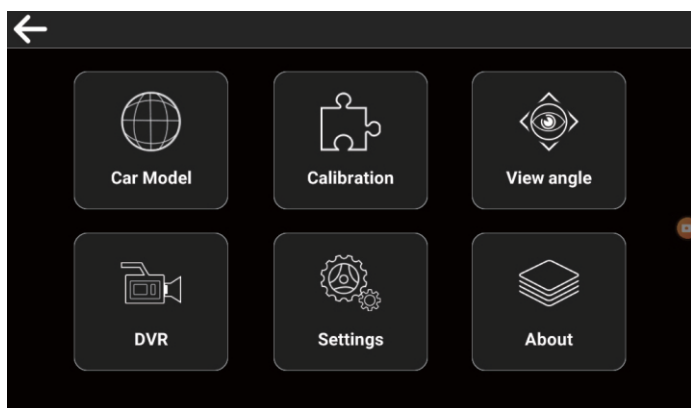 Car Model
Calibration
View angle
DVR
Settings
About